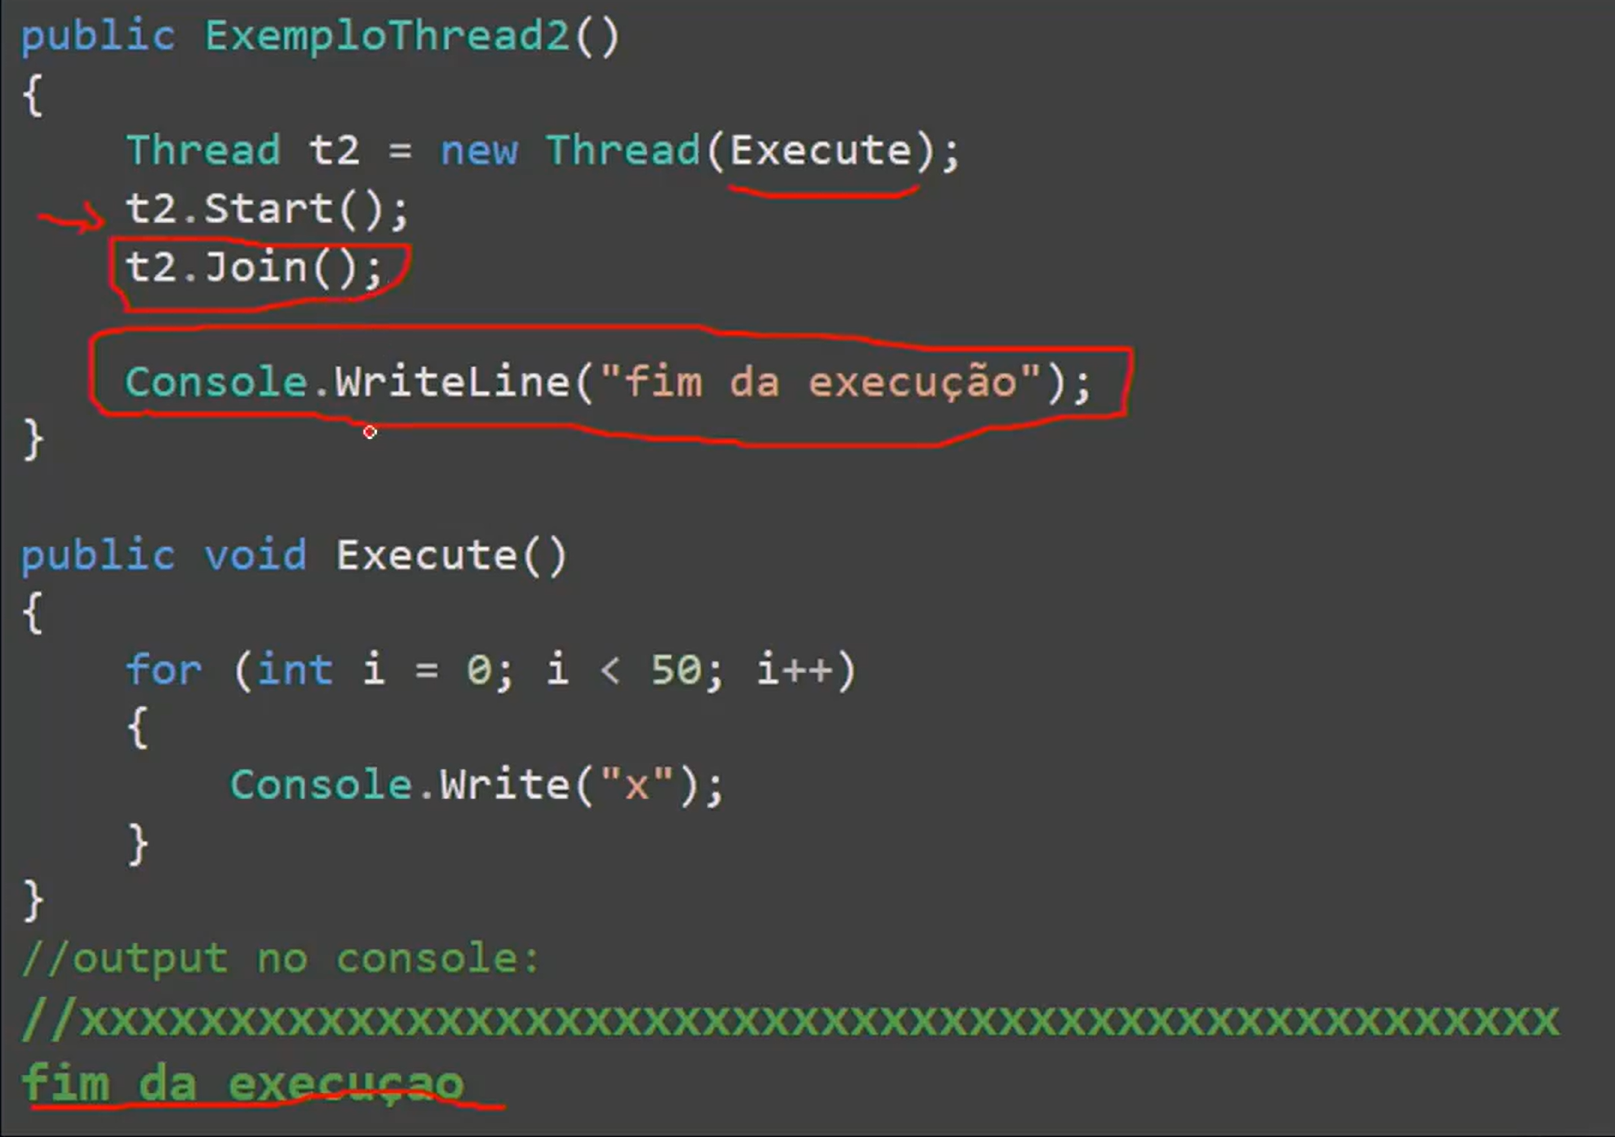 public ExemploThread2()
{
    Thread t2 = new Thread(Execute);
    t2.Start();
    t2.Join();

    Console.WriteLine("fim da execução");
}

public void Execute()
{
    for (int i = 0; i < 50; i++)
    {
        Console.Write("x");
    }
}
//output no console:
//xxxxxxxxxxxxxxxxxxxxxxxxxxxxxxxxxxxxxxxxxxxxxxxxxx
fim da execuçao